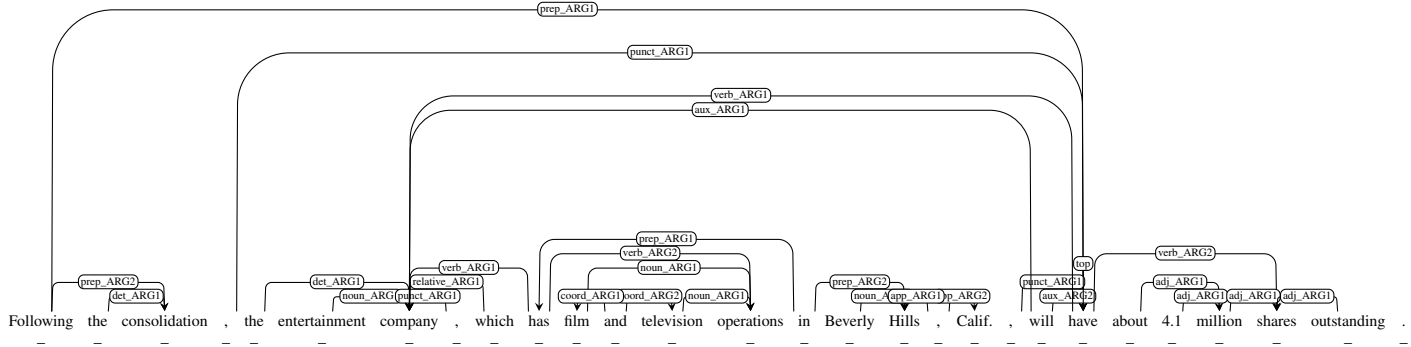 prep_ARG1
punct_ARG1
verb_ARG1
aux_ARG1
prep_ARG1
verb_ARG2 verb_ARG2
top
verb_ARG1 noun_ARG1
prep_ARG2 det_ARG1 relative_ARG1 prep_ARG2 punct_ARG1 adj_ARG1
det_ARG1 punct_ARG1 coord_ARG1 noun_ARG1 app_ARG1 aux_ARG2 adj_ARG1 adj_ARG1 adj_ARG1
Following the consolidation , the entertainment company , which has film and television operations in Beverly Hills , Calif. , will have about 4.1 million shares outstanding .
_ _ _ _ _ _ _ _ _ _ _ _ _ _ _ _ _ _ _ _ _ _ _ _ _ _ _ _